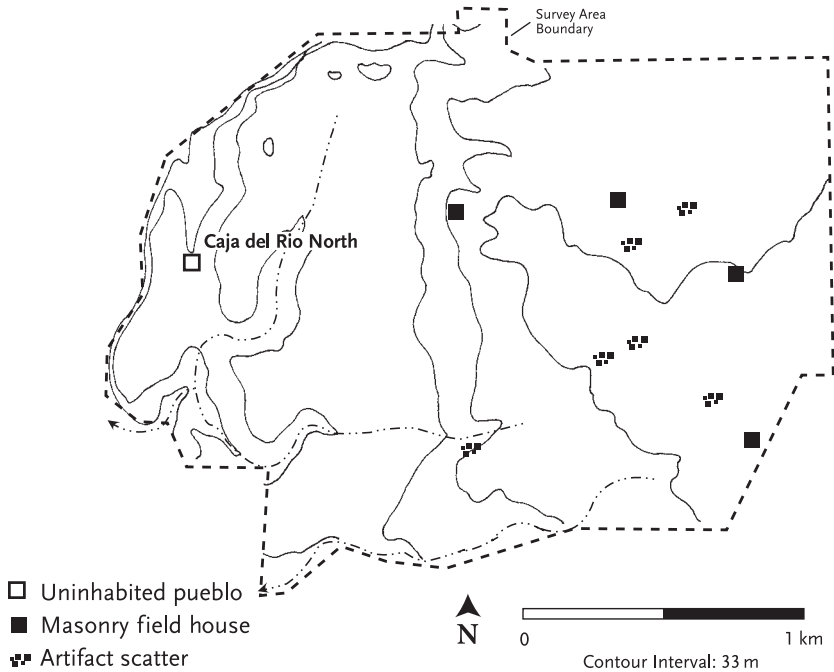 Survey Area
Boundary
Caja del Rio North
Uninhabited pueblo
Masonry field house
Artifact scatter
N
0
1 km
Contour Interval: 33 m